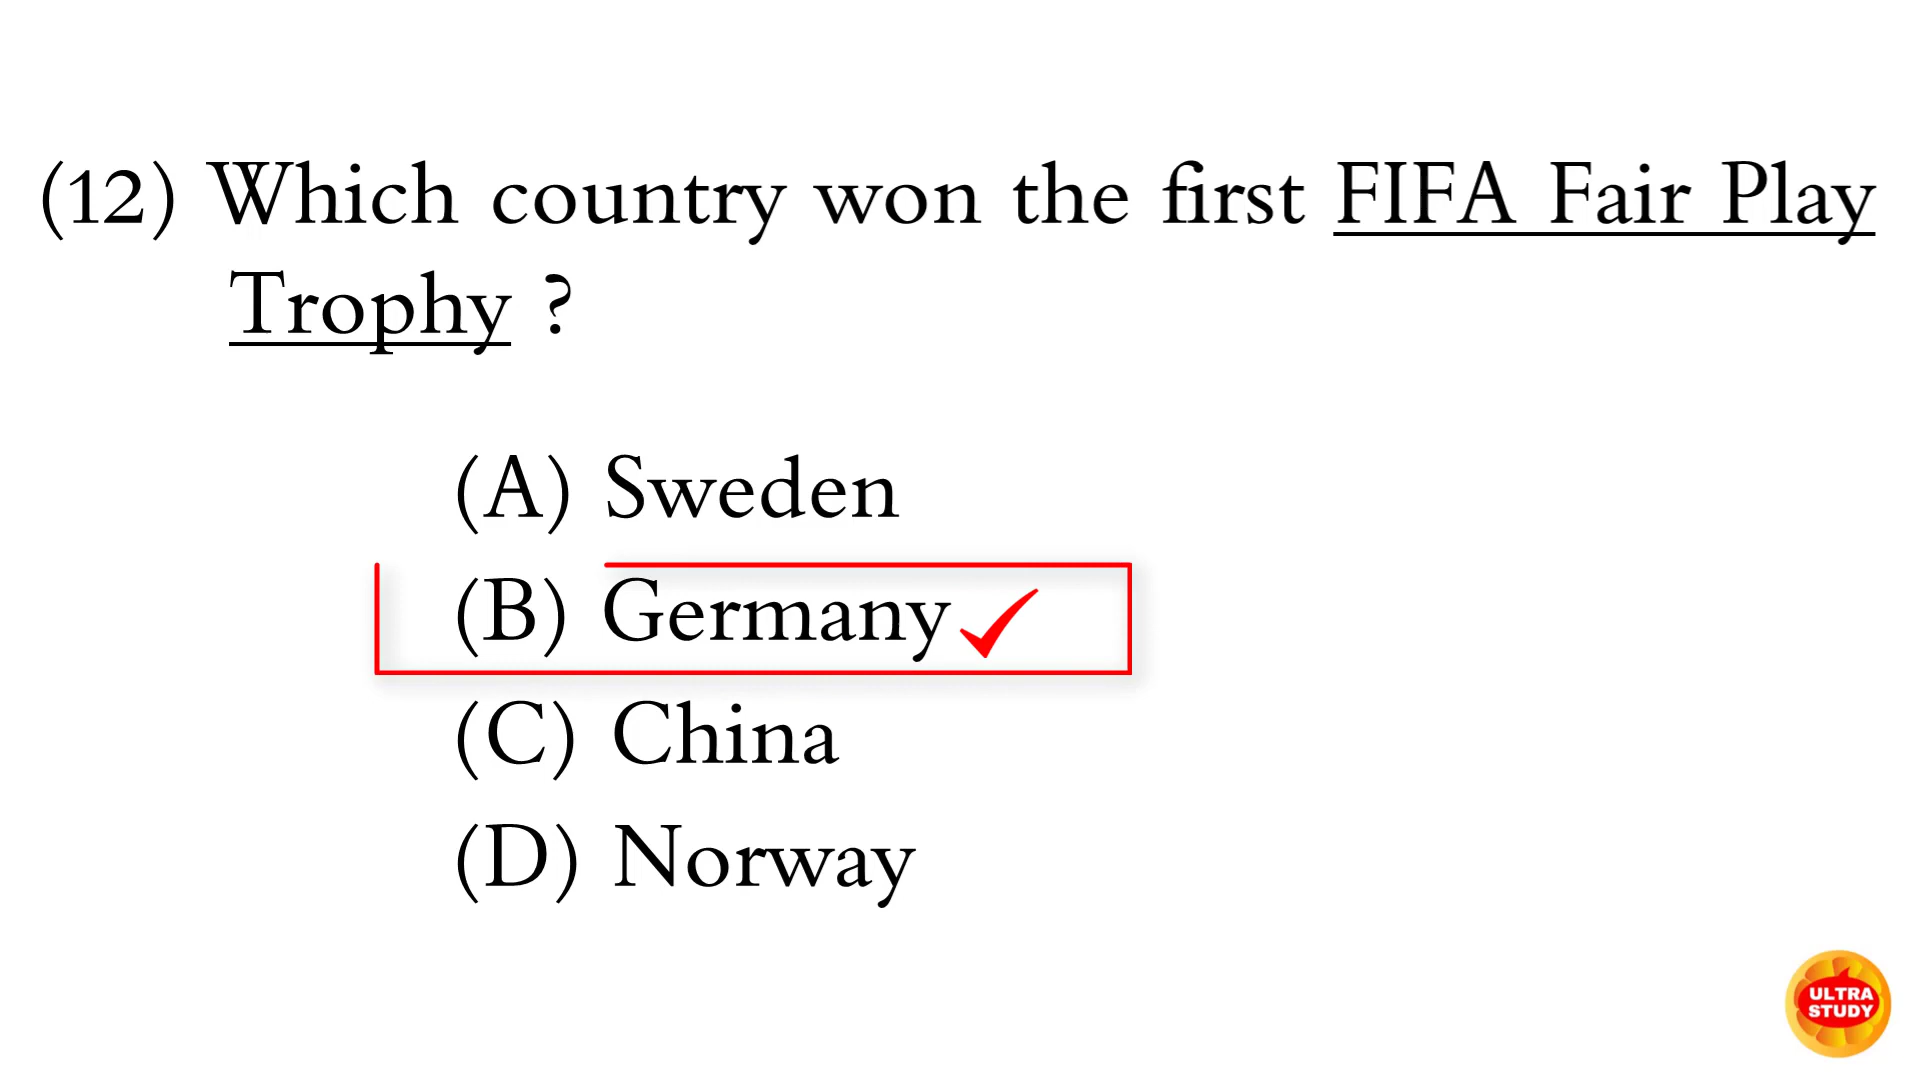 (12) Which country won the first FIFA Fair Play
Trophy ?
(A) Sweden
(B) Germany
(C) China
(D) Norway
ULTRA
STUDY